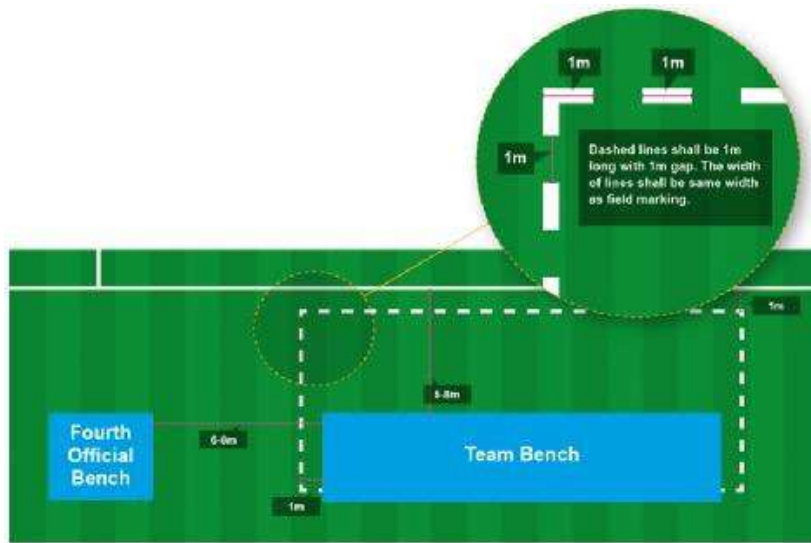 1m
1m
1m
Dashed lines shall be 1m
long with 1m gap. The width
of lines shall be same width
as field marking.
1m
Fourth
Official
Bench
Team Bench
1m